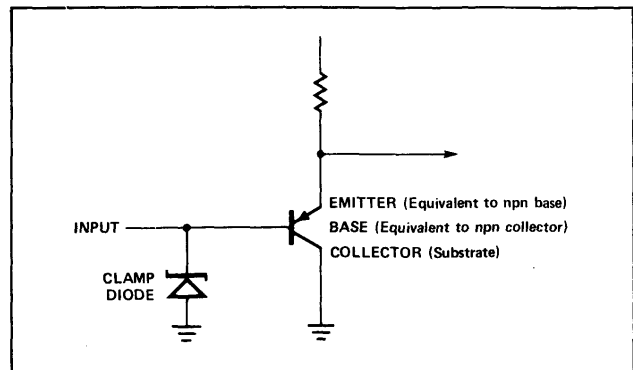 EMITTER (Equivalent to npn base)
INPUT
BASE (Equivalent to npn collector)
COLLECTOR (Substrate)
CLAMP
DIODE